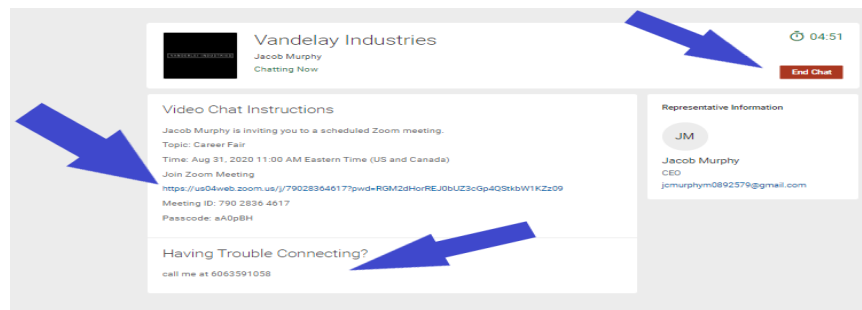 VANDELAY INDUSTRIES
Vandelay Industries
Jacob Murphy
Chatting Now
04:51
End Chat
Video Chat Instructions
Jacob Murphy is inviting you to a scheduled Zoom meeting.
Topic: Career Fair
Time: Aug 31, 2020 11:00 AM Eastern Time (US and Canada)
Join Zoom Meeting
https://us04web.zoom.us/j/79028364617?pwd=RGM2dHorREJ0bUZ3cGp4QStkbW1KZz09
Meeting ID: 790 2836 4617
Passcode: aA0pBH
Having Trouble Connecting?
call me at 6063591058
Representative Information
JM
Jacob Murphy
CEO
jcmurphym0892579@gmail.com